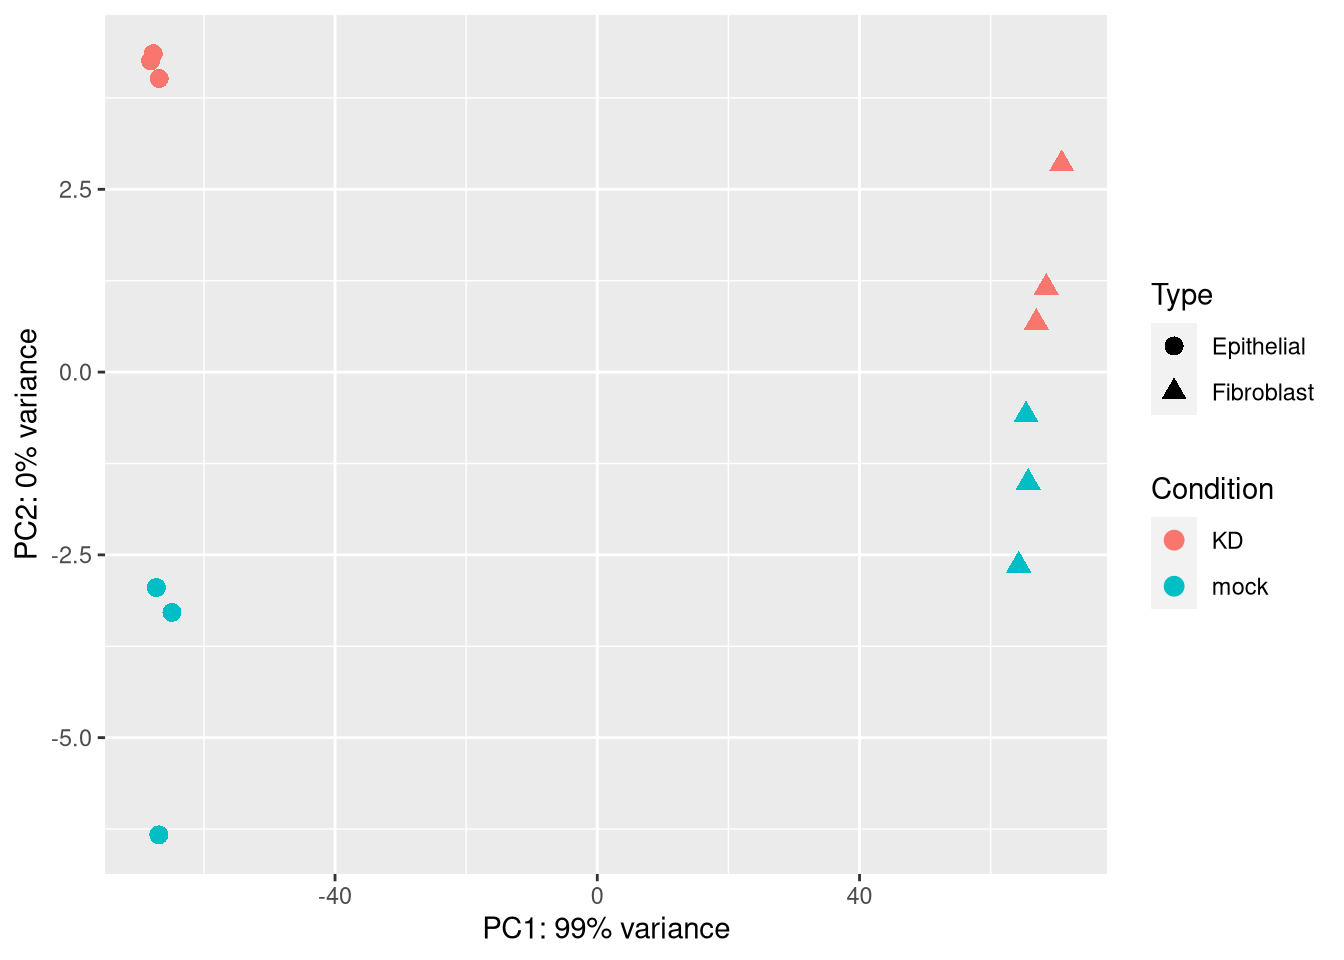 2.5
0.0
-2.5
-5.0
PC2: 0% variance
-40
0
40
PC1: 99% variance
Type
Epithelial
Fibroblast
Condition
KD
mock